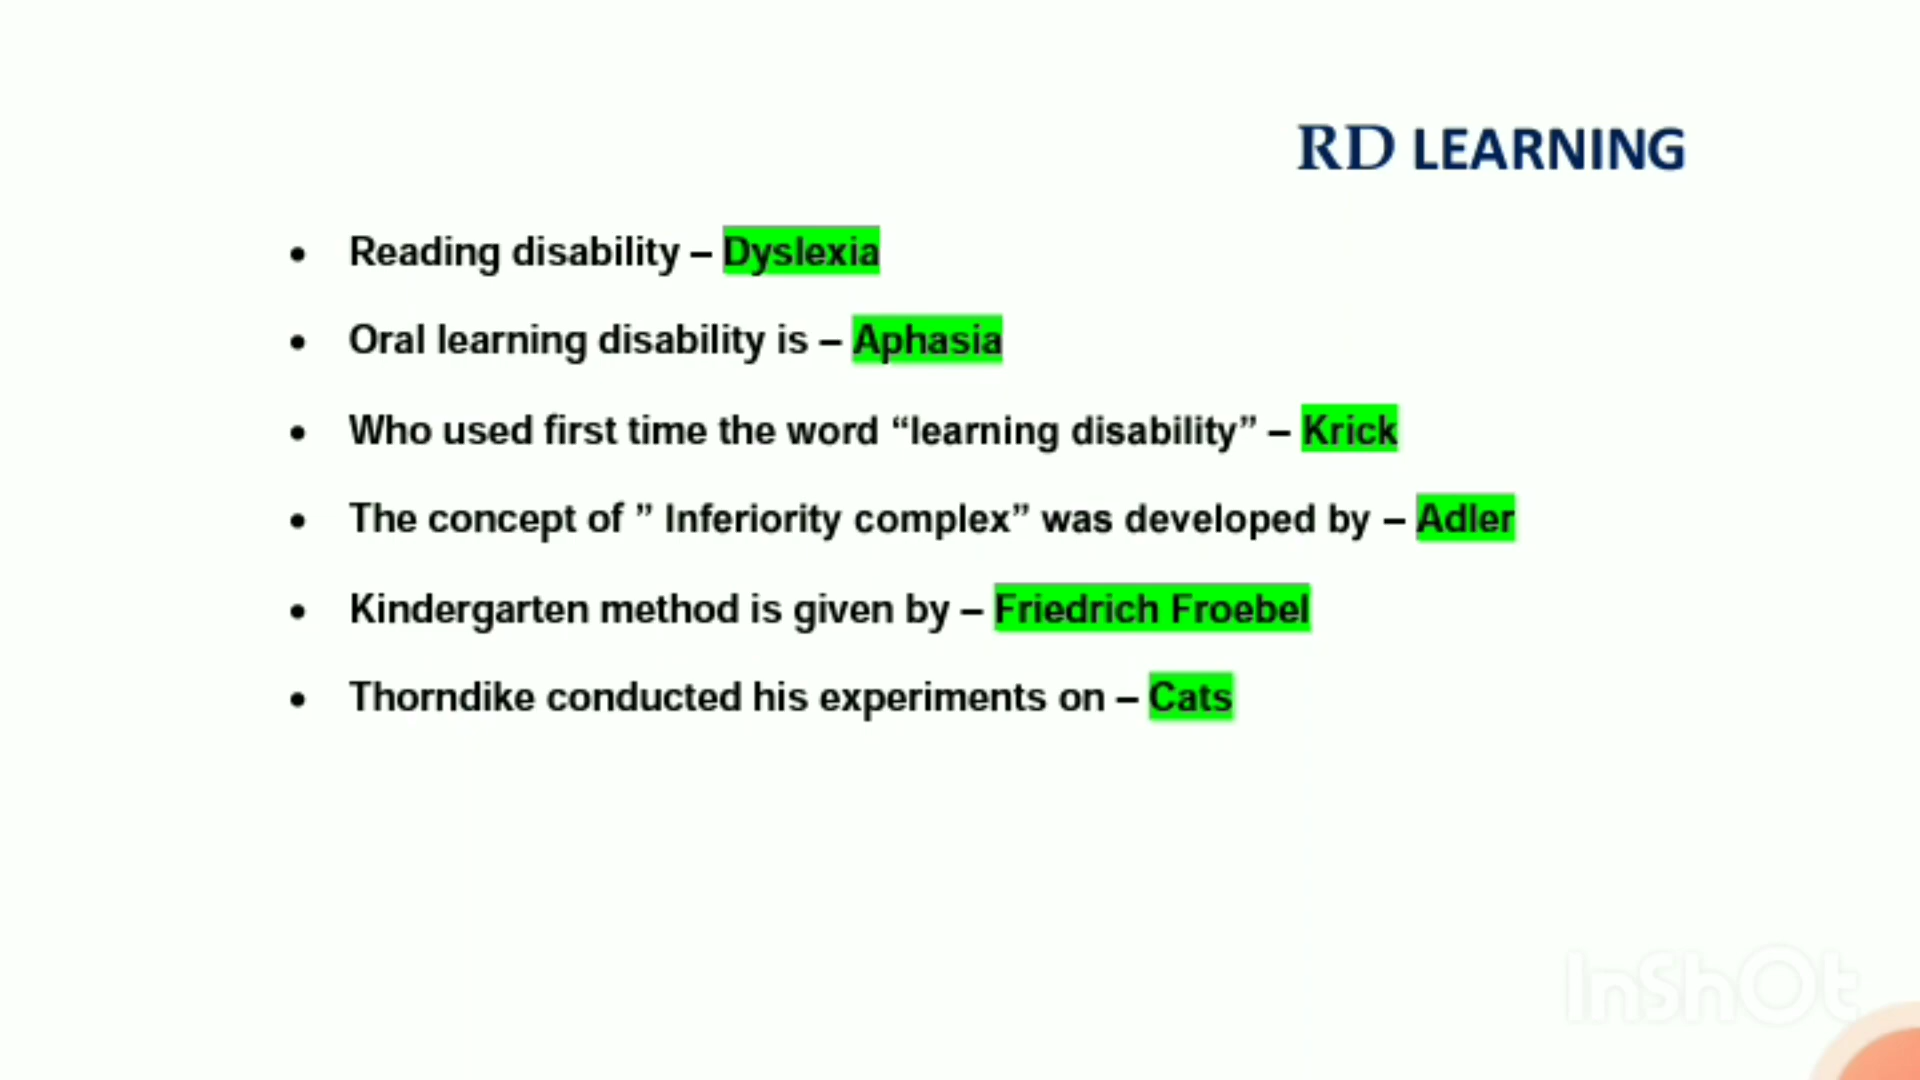 RD LEARNING
• Reading disability – Dyslexia
• Oral learning disability is – Aphasia
• Who used first time the word “learning disability” – Krick
• The concept of ” Inferiority complex” was developed by – Adler
• Kindergarten method is given by – Friedrich Froebel
• Thorndike conducted his experiments on – Cats
InShOt